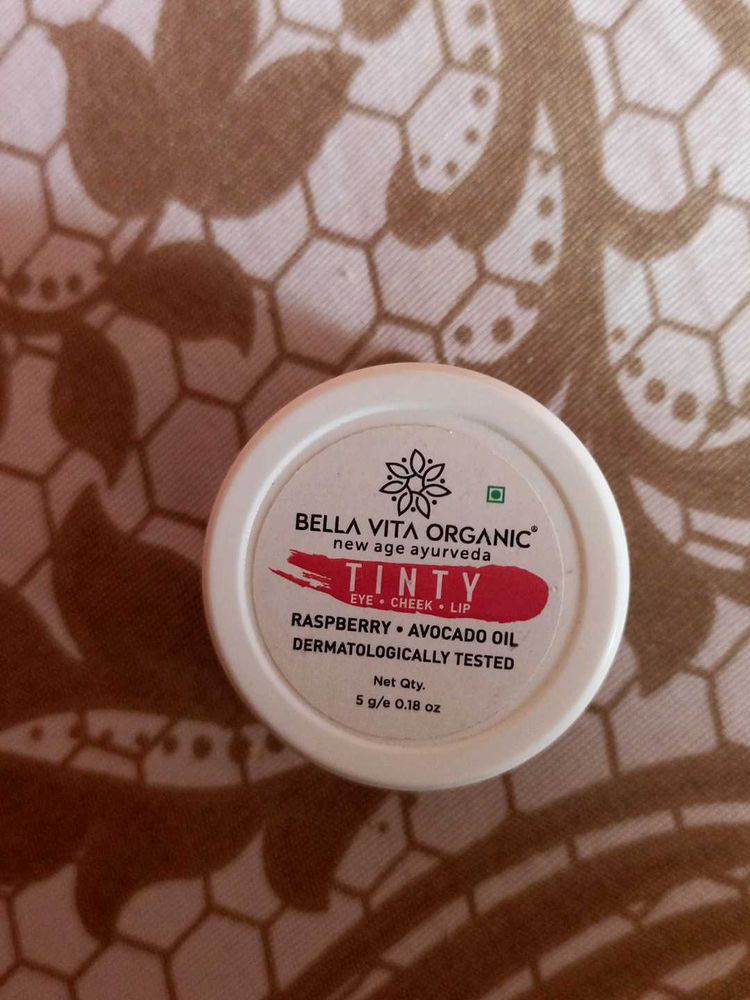 BELLA VITA ORGANIC®
new age ayurveda
TINTY
EYE • CHEEK • LIP
RASPBERRY • AVOCADO OIL
DERMATOLOGICALLY TESTED
Net Qty.
5 g/e 0.18 oz